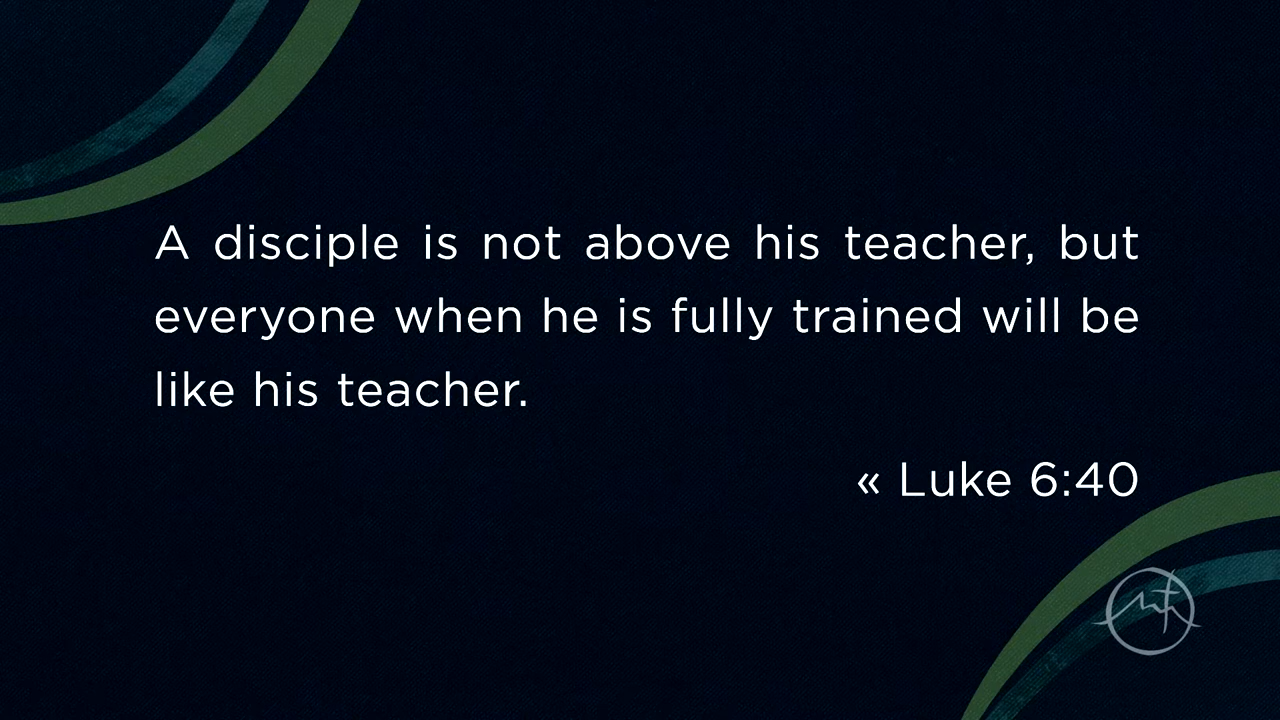 A disciple is not above his teacher, but
everyone when he is fully trained will be
like his teacher.
« Luke 6:40